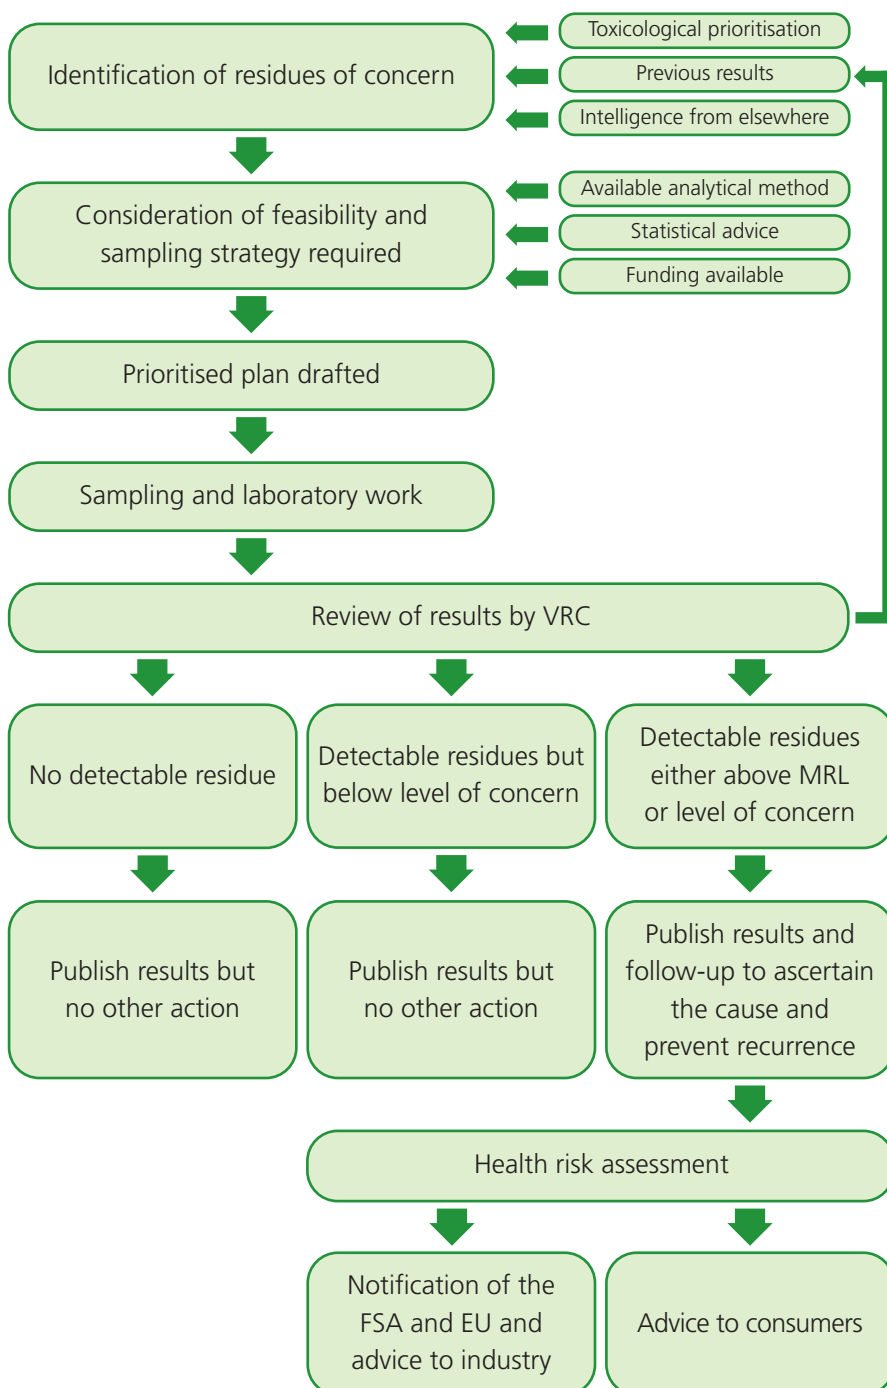 Identification of residues of concern
Toxicological prioritisation
Previous results
Intelligence from elsewhere
Consideration of feasibility and
sampling strategy required
Available analytical method
Statistical advice
Funding available
Prioritised plan drafted
Sampling and laboratory work
Review of results by VRC
No detectable residue
Detectable residues but
below level of concern
Detectable residues
either above MRL
or level of concern
Publish results but
no other action
Publish results but
no other action
Publish results and
follow-up to ascertain
the cause and
prevent recurrence
Health risk assessment
Notification of the
FSA and EU and
advice to industry
Advice to consumers